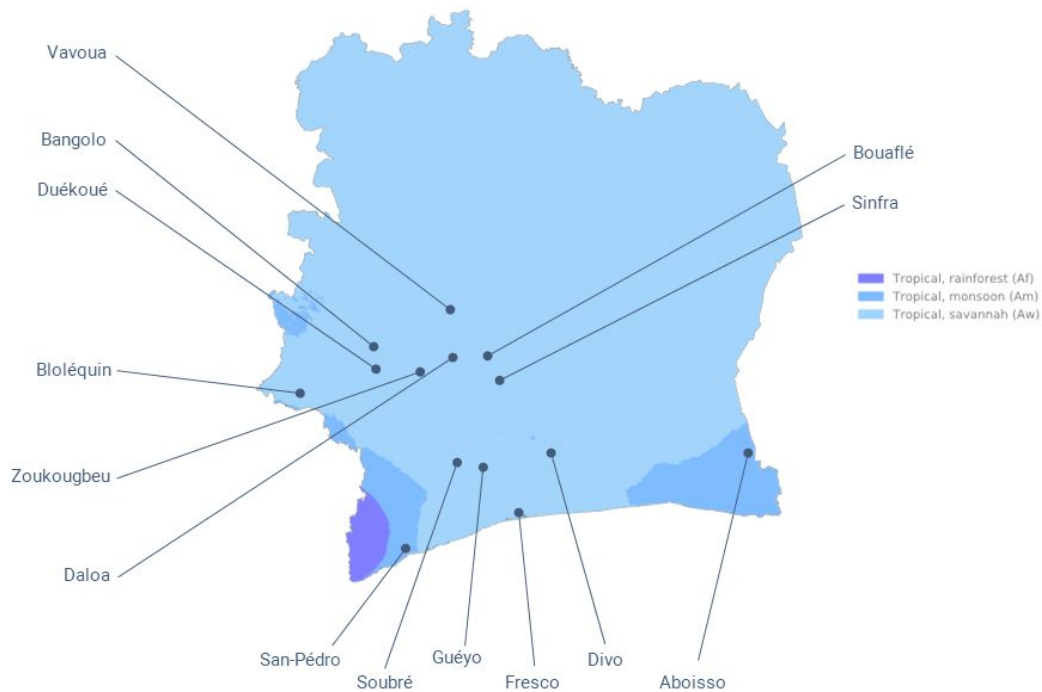 Vavoua
Bangolo
Duékoué
Bloléquin
Zoukougbeu
Daloa
San-Pédro
Soubré
Guéyo
Fresco
Divo
Aboisso
Bouaflé
Sinfra
Tropical, rainforest (Af)
Tropical, monsoon (Am)
Tropical, savannah (Aw)